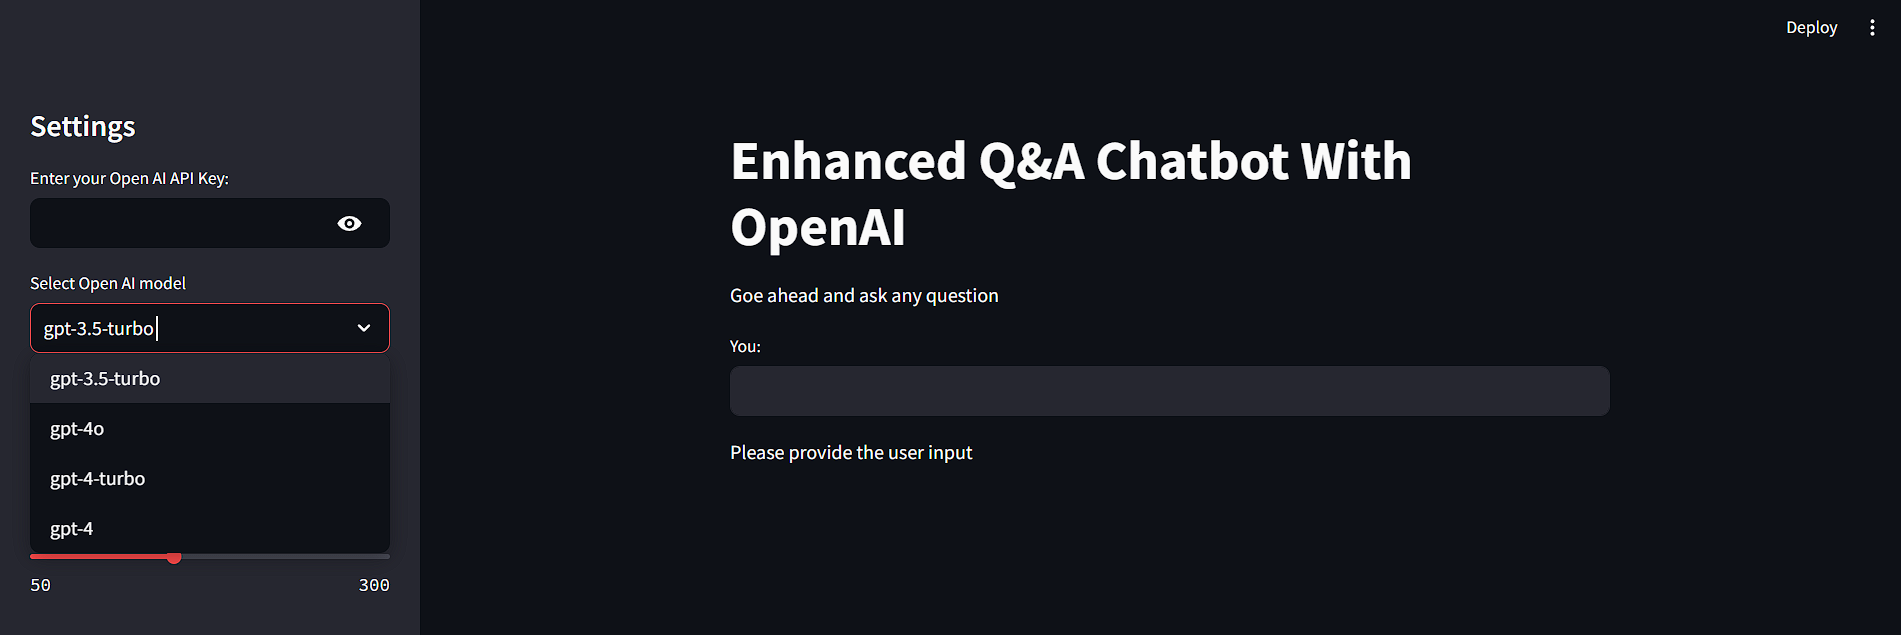 Deploy
Settings
Enter your Open AI API Key:
Select Open AI model
gpt-3.5-turbo
gpt-3.5-turbo
gpt-4o
gpt-4-turbo
gpt-4
50
300
Enhanced Q&A Chatbot With
OpenAI
Goe ahead and ask any question
You:
Please provide the user input